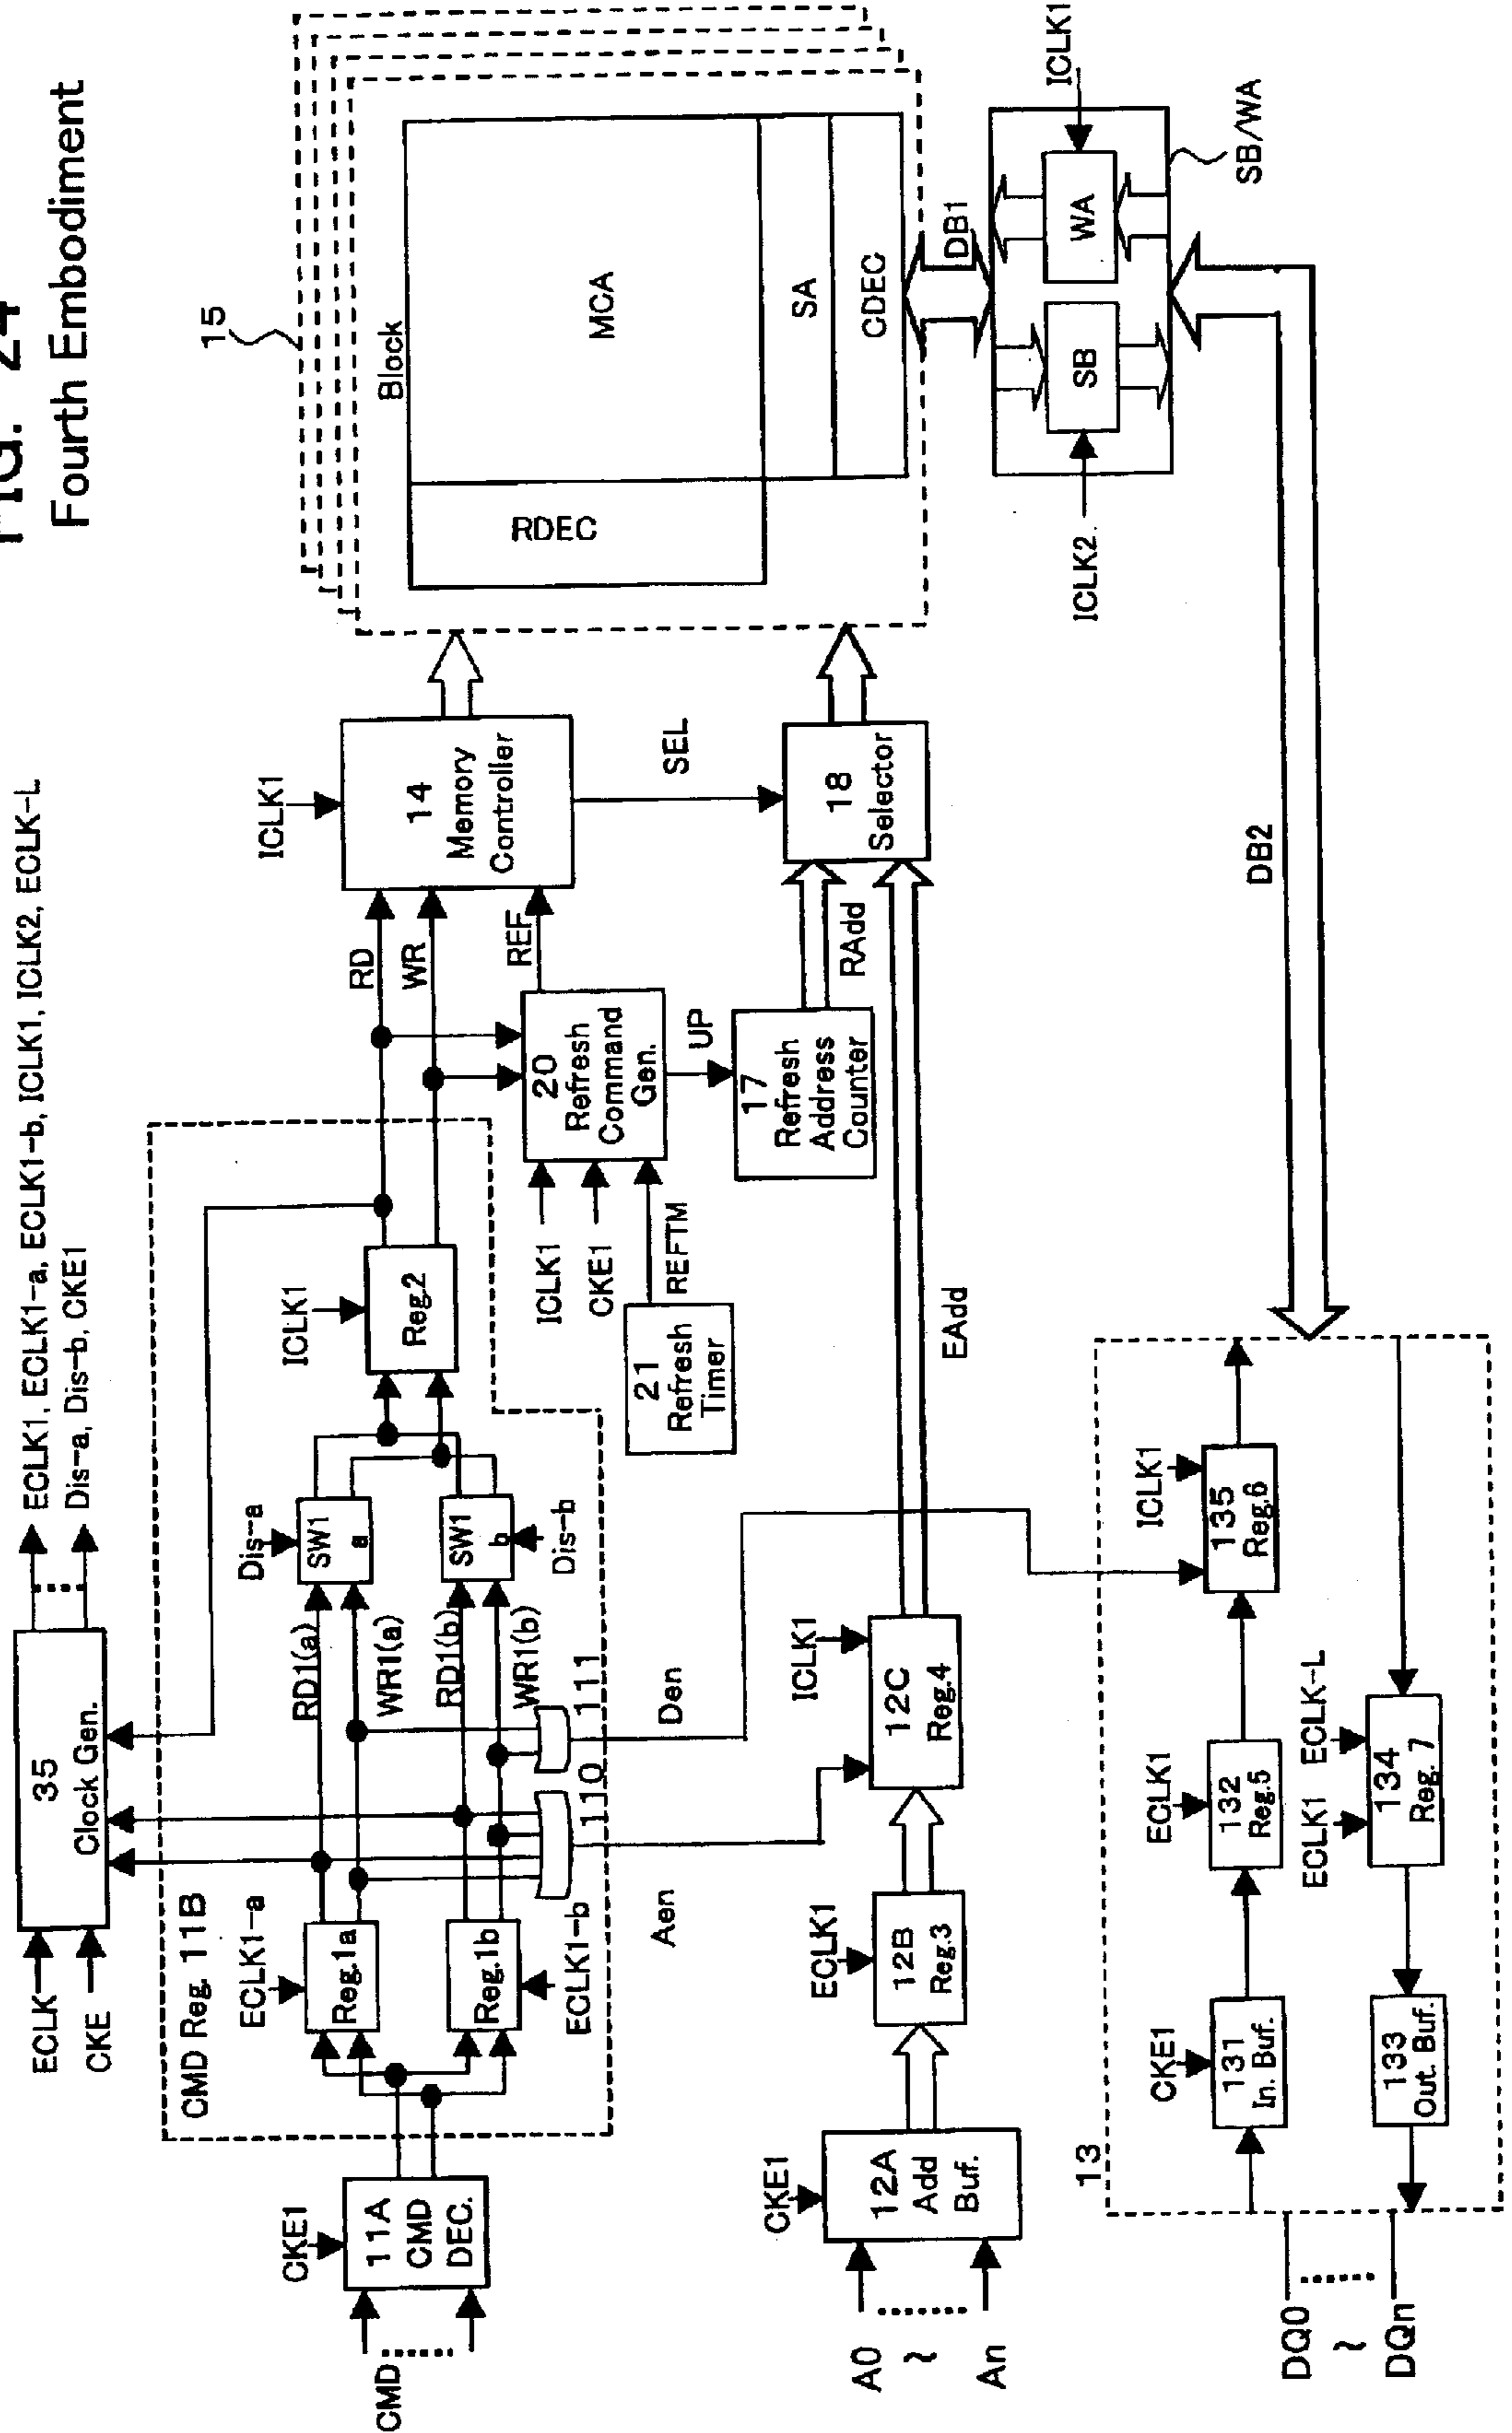 FIG. 24
Fourth Embodiment
ECLK
CKE
35
Clock Gen.
ECLK1, ECLK1-a, ECLK1-b, ICLK1, ICLK2, ECLK-L
Dis-a, Dis-b, CKE1
CMD Reg. 11B
CMD
CKE1
11A
CMD
DEC.
ECLK1-a
Reg.1a
Reg.1b
ECLK1-b
RD1(a)
WR1(a)
RD1(b)
WR1(b)
110
111
Dis-a
SW1
a
SW1
b
Dis-b
ICLK1
Reg.2
RD
WR
REF
ICLK1
14
Memory
Controller
SEL
20
Refresh
Command
Gen.
ICLK1
CKE1
REFTM
21
Refresh
Timer
UP
17
Refresh
Address
Counter
RAdd
18
Selector
15
Block
MCA
RDEC
SA
CDEC
DB1
SB
WA
ICLK2
ICLK1
SB/WA
DB2
Aen
Den
A0
~
An
CKE1
12A
Add
Buf.
ECLK1
12B
Reg.3
ICLK1
12C
Reg.4
EAdd
13
DQ0
~
DQn
CKE1
131
In. Buf.
ECLK1
132
Reg.5
ICLK1
135
Reg.6
ECLK1
ECLK-L
134
Reg. 7
133
Out. Buf.